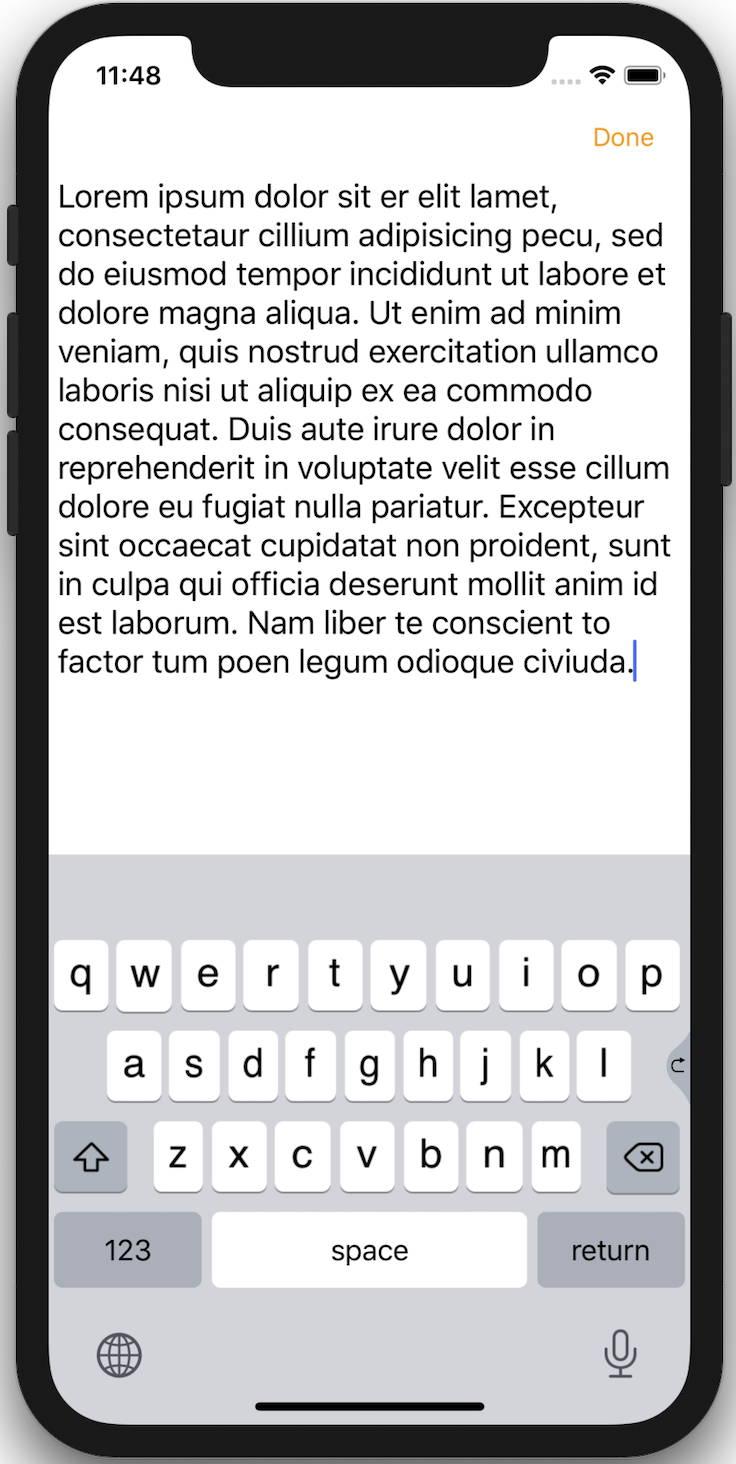 11:48
Done
Lorem ipsum dolor sit er elit lamet,
consectetaur cillium adipisicing pecu, sed
do eiusmod tempor incididunt ut labore et
dolore magna aliqua. Ut enim ad minim
veniam, quis nostrud exercitation ullamco
laboris nisi ut aliquip ex ea commodo
consequat. Duis aute irure dolor in
reprehenderit in voluptate velit esse cillum
dolore eu fugiat nulla pariatur. Excepteur
sint occaecat cupidatat non proident, sunt
in culpa qui officia deserunt mollit anim id
est laborum. Nam liber te conscient to
factor tum poen legum odioque civiuda.
q w e r t y u i o p
a s d f g h j k l
z x c v b n m
123 space return